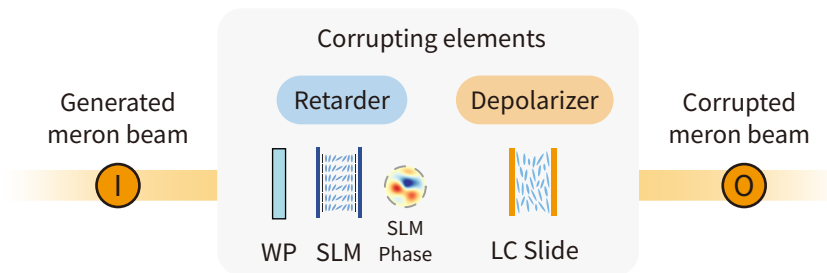 Corrupting elements
Retarder
Depolarizer
Generated
meron beam
Corrupted
meron beam
I
O
WP
SLM
SLM
Phase
LC Slide